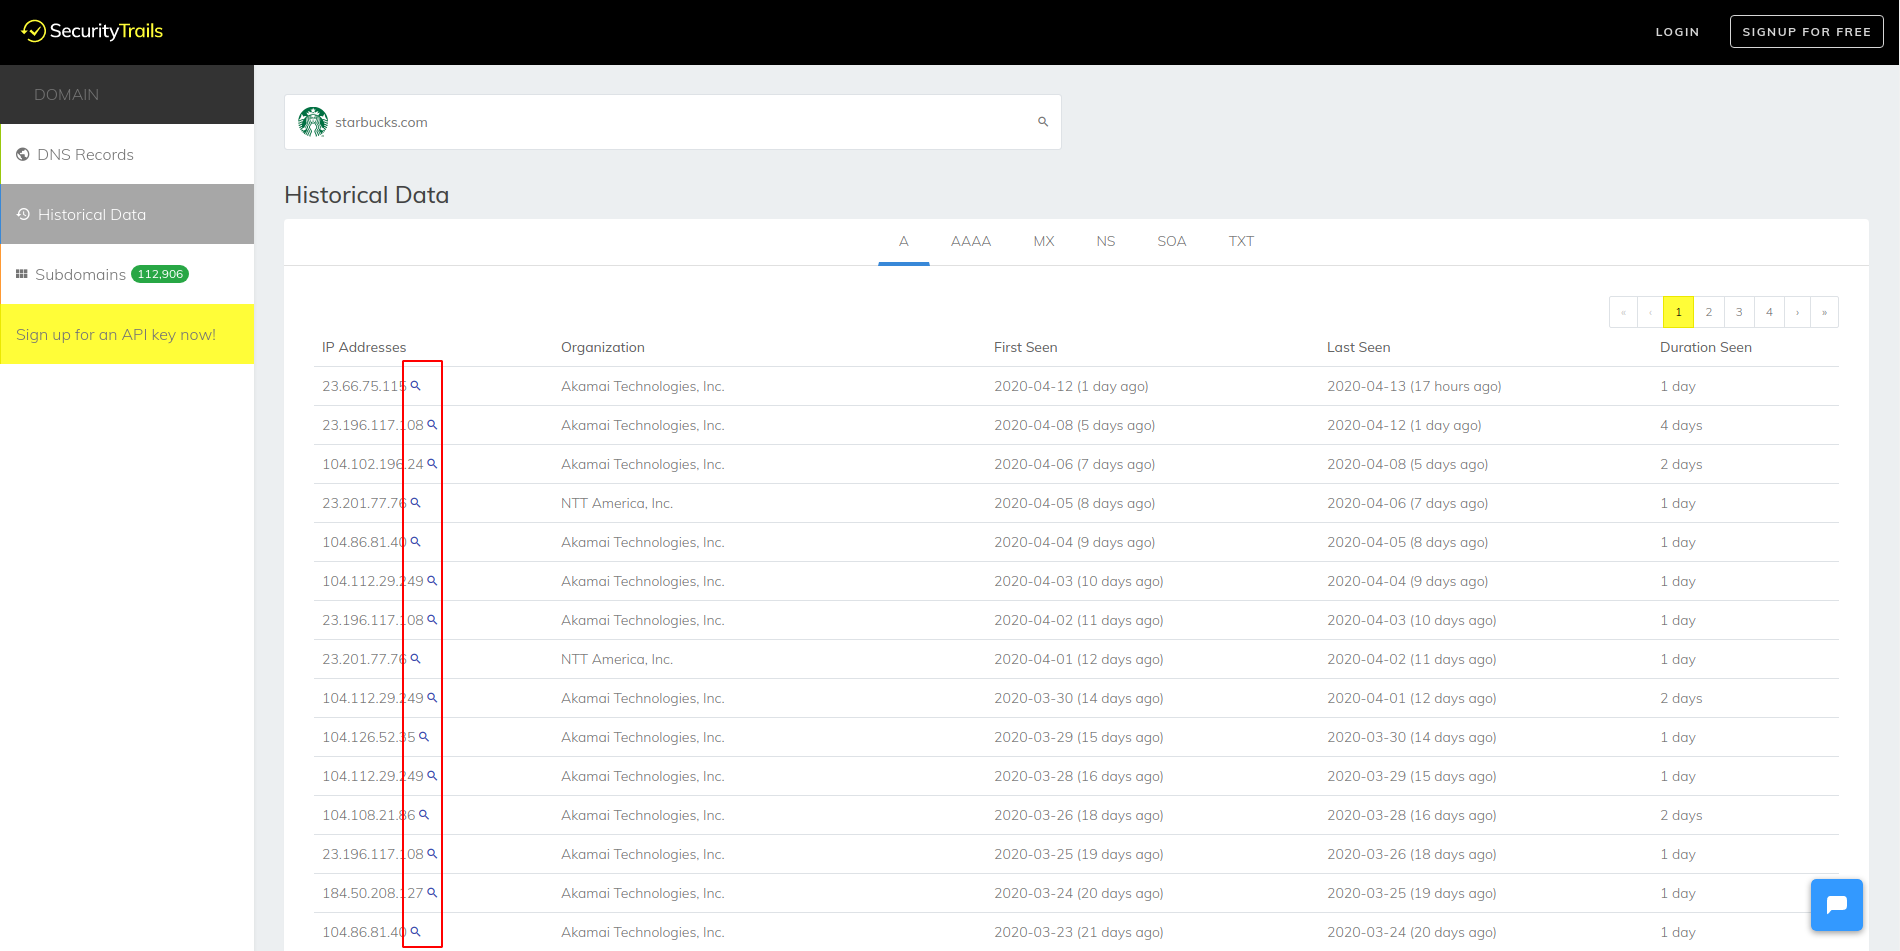 SecurityTrails
LOGIN
SIGNUP FOR FREE
DOMAIN
DNS Records
Historical Data
Subdomains 112,906
Sign up for an API key now!
starbucks.com
Historical Data
A AAAA MX NS SOA TXT
« ‹ 1 2 3 4 › »
IP Addresses Organization First Seen Last Seen Duration Seen
23.66.75.115 Akamai Technologies, Inc. 2020-04-12 (1 day ago) 2020-04-13 (17 hours ago) 1 day
23.196.117.108 Akamai Technologies, Inc. 2020-04-08 (5 days ago) 2020-04-12 (1 day ago) 4 days
104.102.196.24 Akamai Technologies, Inc. 2020-04-06 (7 days ago) 2020-04-08 (5 days ago) 2 days
23.201.77.76 NTT America, Inc. 2020-04-05 (8 days ago) 2020-04-06 (7 days ago) 1 day
104.86.81.40 Akamai Technologies, Inc. 2020-04-04 (9 days ago) 2020-04-05 (8 days ago) 1 day
104.112.29.249 Akamai Technologies, Inc. 2020-04-03 (10 days ago) 2020-04-04 (9 days ago) 1 day
23.196.117.108 Akamai Technologies, Inc. 2020-04-02 (11 days ago) 2020-04-03 (10 days ago) 1 day
23.201.77.76 NTT America, Inc. 2020-04-01 (12 days ago) 2020-04-02 (11 days ago) 1 day
104.112.29.249 Akamai Technologies, Inc. 2020-03-30 (14 days ago) 2020-04-01 (12 days ago) 2 days
104.126.52.35 Akamai Technologies, Inc. 2020-03-29 (15 days ago) 2020-03-30 (14 days ago) 1 day
104.112.29.249 Akamai Technologies, Inc. 2020-03-28 (16 days ago) 2020-03-29 (15 days ago) 1 day
104.108.21.86 Akamai Technologies, Inc. 2020-03-26 (18 days ago) 2020-03-28 (16 days ago) 2 days
23.196.117.108 Akamai Technologies, Inc. 2020-03-25 (19 days ago) 2020-03-26 (18 days ago) 1 day
184.50.208.127 Akamai Technologies, Inc. 2020-03-24 (20 days ago) 2020-03-25 (19 days ago) 1 day
104.86.81.40 Akamai Technologies, Inc. 2020-03-23 (21 days ago) 2020-03-24 (20 days ago) 1 day